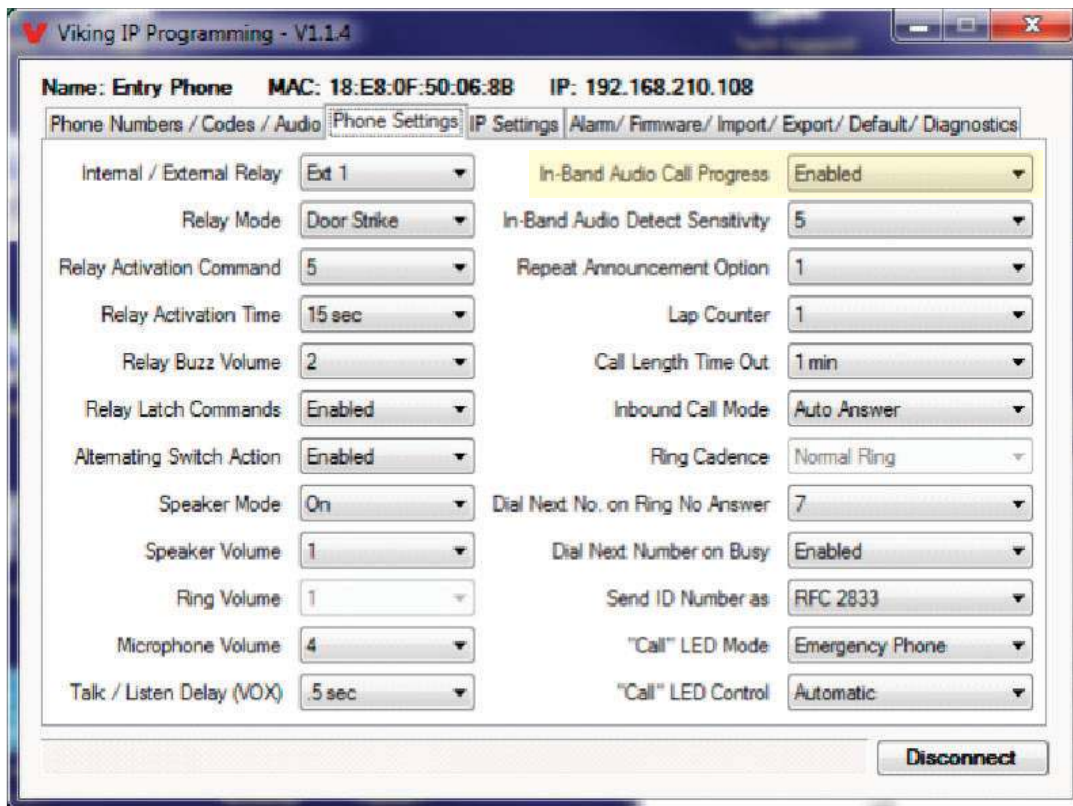 Viking IP Programming - V1.1.4
Name: Entry Phone MAC: 18:E8:0F:50:06:8B IP: 192.168.210.108
Phone Numbers / Codes / Audio Phone Settings IP Settings Alarm/ Firmware/ Import/ Export/ Default/ Diagnostics
Internal / External Relay Ext 1 In-Band Audio Call Progress Enabled
Relay Mode Door Strike In-Band Audio Detect Sensitivity 5
Relay Activation Command 5 Repeat Announcement Option 1
Relay Activation Time 15 sec Lap Counter 1
Relay Buzz Volume 2 Call Length Time Out 1 min
Relay Latch Commands Enabled Inbound Call Mode Auto Answer
Alternating Switch Action Enabled Ring Cadence Normal Ring
Speaker Mode On Dial Next No. on Ring No Answer 7
Speaker Volume 1 Dial Next Number on Busy Enabled
Ring Volume 1 Send ID Number as RFC 2833
Microphone Volume 4 "Call" LED Mode Emergency Phone
Talk / Listen Delay (VOX) .5 sec "Call" LED Control Automatic
Disconnect